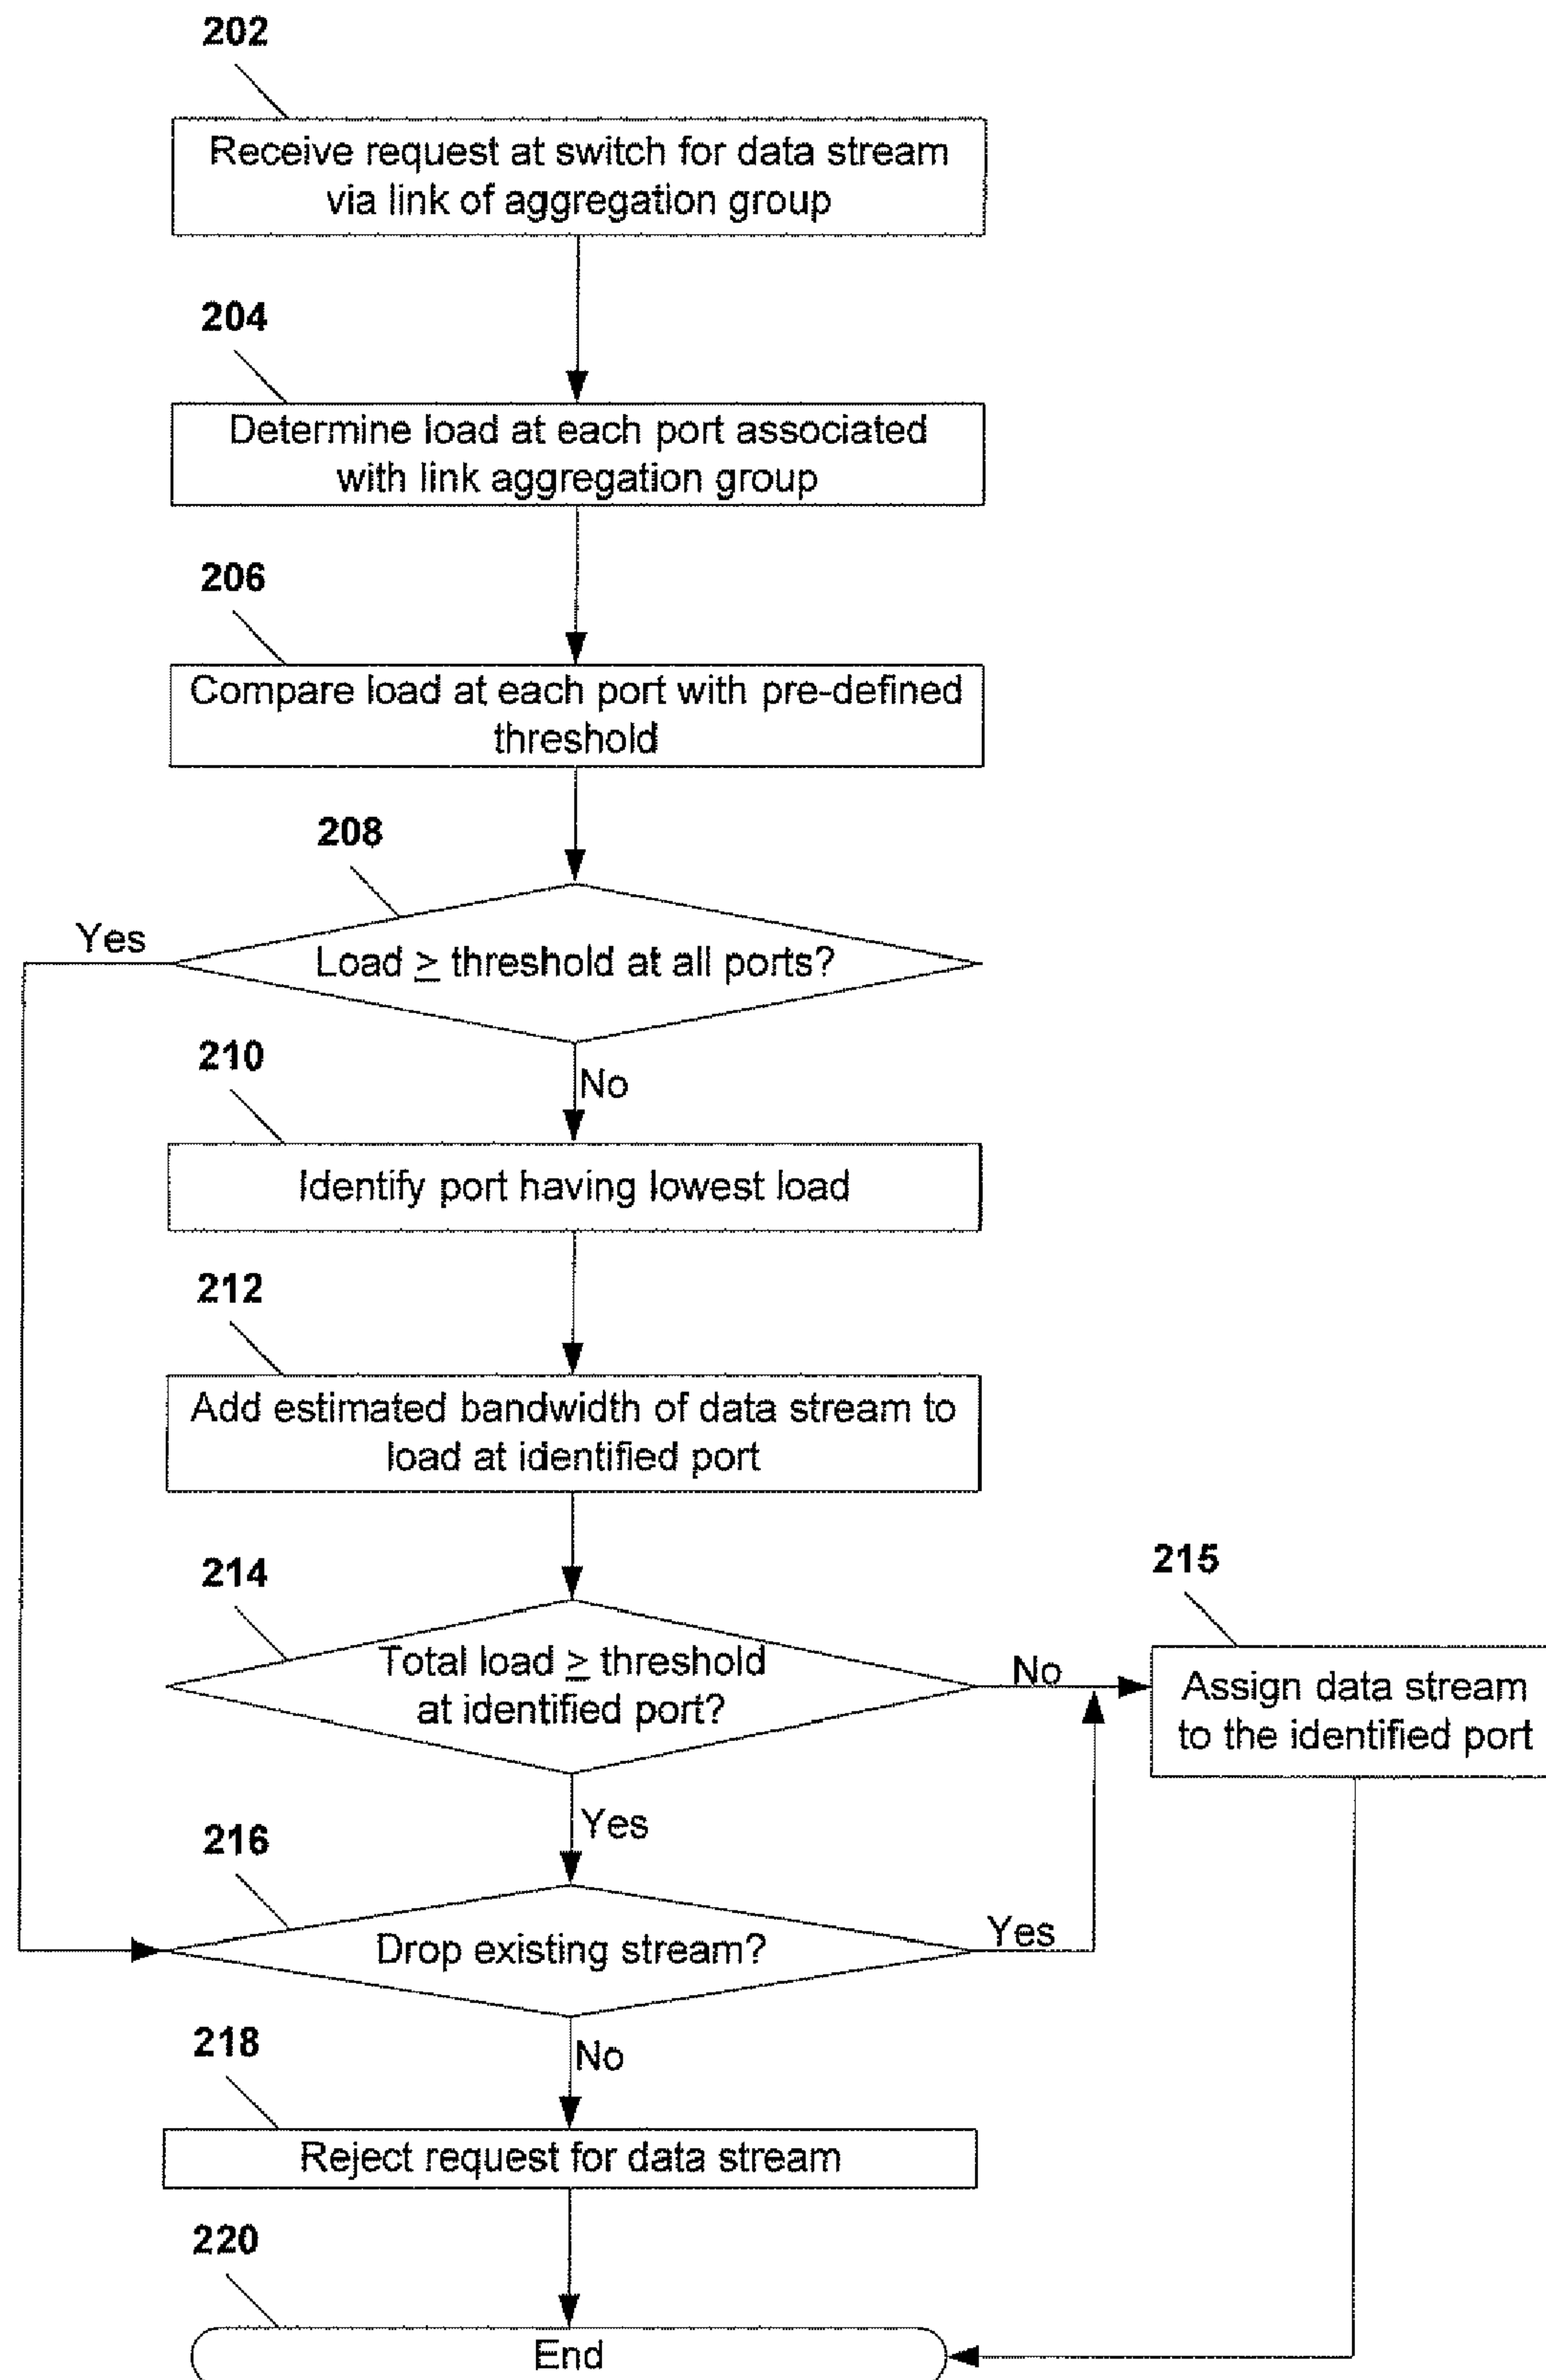 202
Receive request at switch for data stream
via link of aggregation group
204
Determine load at each port associated
with link aggregation group
206
Compare load at each port with pre-defined
threshold
208
Yes
Load ≥ threshold at all ports?
210
No
Identify port having lowest load
212
Add estimated bandwidth of data stream to
load at identified port
214
Total load ≥ threshold
at identified port?
No
215
Assign data stream
to the identified port
Yes
216
Drop existing stream?
Yes
218
No
Reject request for data stream
220
End